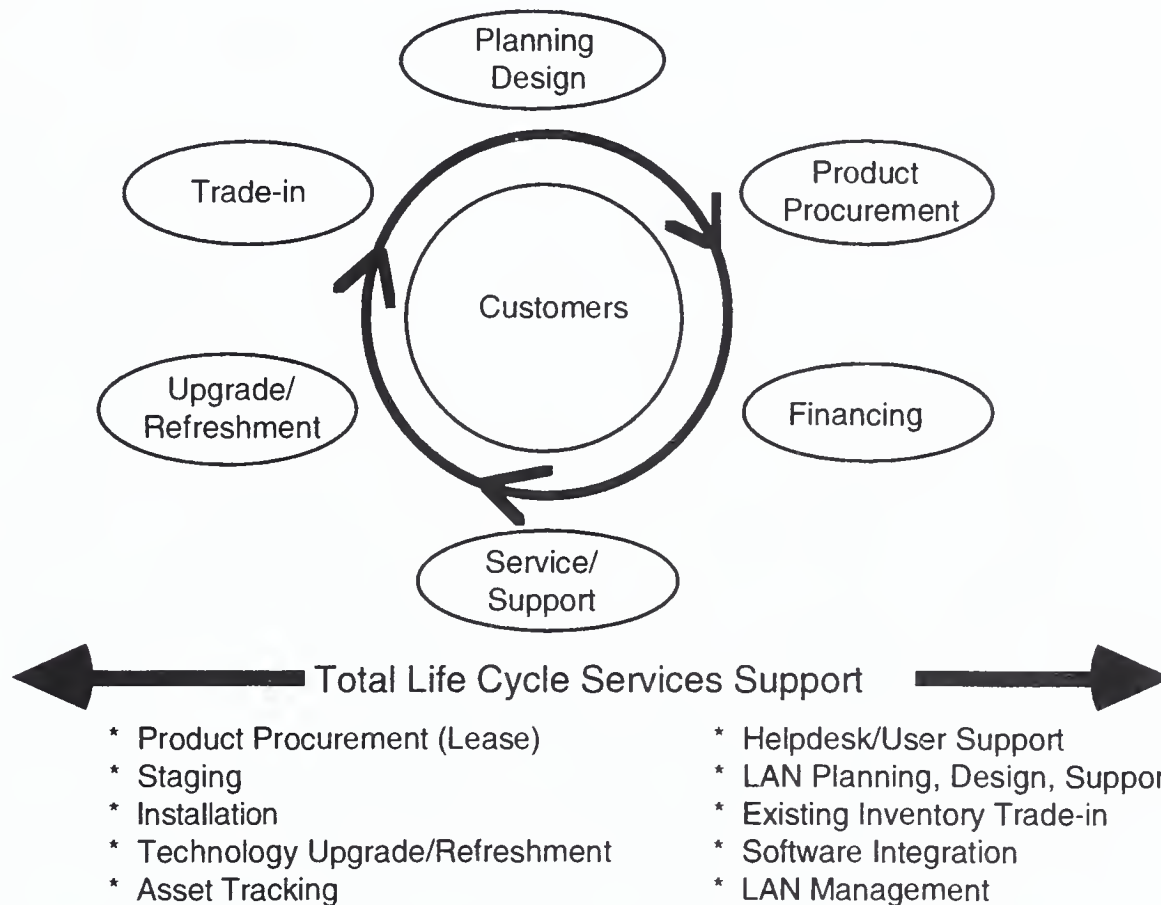 Planning
Design
Trade-in
Product
Procurement
Customers
Upgrade/
Refreshment
Financing
Service/
Support
Total Life Cycle Services Support
* Product Procurement (Lease)
* Staging
* Installation
* Technology Upgrade/Refreshment
* Asset Tracking
* Helpdesk/User Support
* LAN Planning, Design, Suppor
* Existing Inventory Trade-in
* Software Integration
* LAN Management